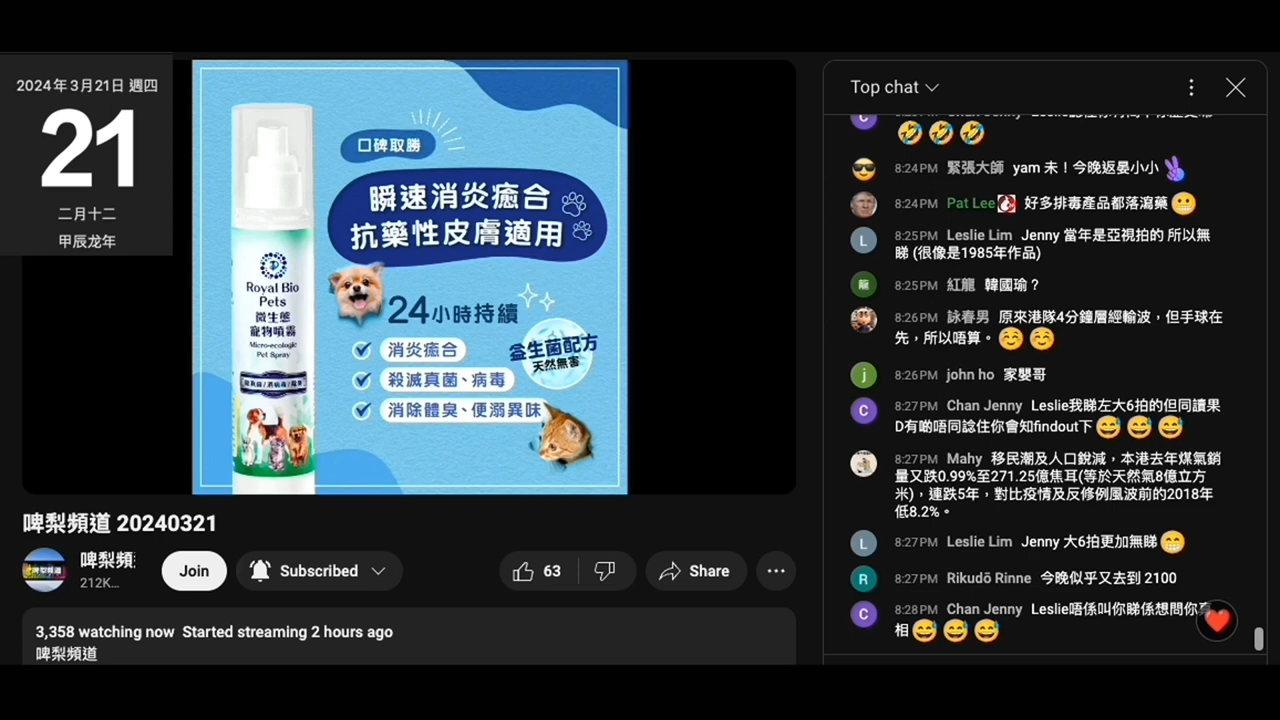 2024年3月21日 週四
21
二月十二
甲辰龙年
口碑取勝
瞬速消炎癒合
抗藥性皮膚適用
24小時持續
消炎癒合
殺滅真菌、病毒
消除體臭、便溺異味
益生菌配方
天然無害
Royal Bio
Pets
微生態
寵物噴霧
Micro-ecologic
Pet Spray
啤梨頻道 20240321
啤梨頻道
啤梨頻
212K...
Join
Subscribed
63
Share
3,358 watching now Started streaming 2 hours ago
啤梨頻道
Top chat
C
🤣🤣🤣
8:24PM 緊張大師 yam 未！今晚返晏小小
8:24PM Pat Lee 好多排毒產品都落瀉藥😬
L
8:25PM Leslie Lim Jenny 當年是亞視拍的 所以無
睇 (很像是1985年作品)
龍
8:25PM 紅龍 韓國瑜？
8:26PM 詠春男 原來港隊4分鐘層經輸波，但手球在
先，所以唔算。☺️☺️
j
8:26PM john ho 家嬰哥
C
8:27PM Chan Jenny Leslie我睇左大6拍的但同讀果
D有啲唔同諗住你會知findout下😅😅😅
8:27PM Mahy 移民潮及人口銳減，本港去年煤氣銷
量又跌0.99%至271.25億焦耳(等於天然氣8億立方
米)，連跌5年，對比疫情及反修例風波前的2018年
低8.2%。
L
8:27PM Leslie Lim Jenny 大6拍更加無睇😁
R
8:27PM Rikudō Rinne 今晚似乎又去到 2100
C
8:28PM Chan Jenny Leslie唔係叫你睇係想問你
相😅😅😅